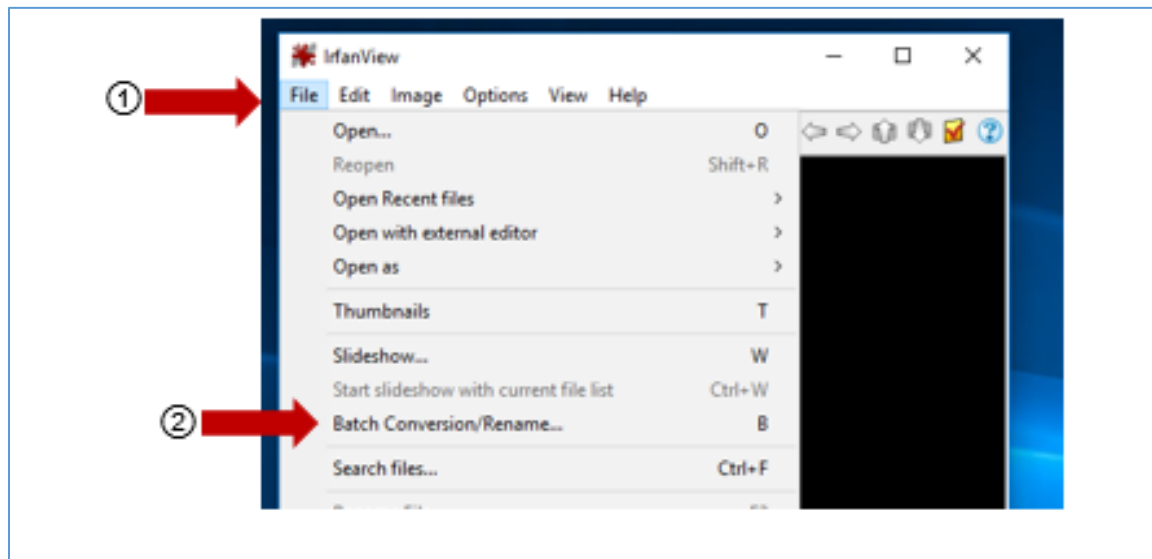 IrfanView
①
File Edit Image Options View Help
Open... O
Reopen Shift+R
Open Recent files >
Open with external editor >
Open as >
Thumbnails T
Slideshow... W
Start slideshow with current file list Ctrl+W
②
Batch Conversion/Rename... B
Search files... Ctrl+F